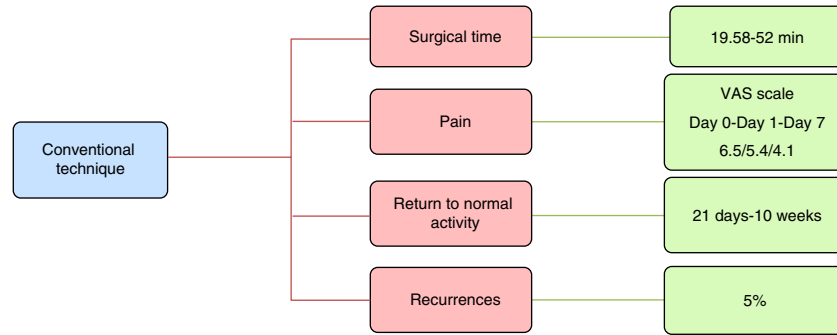 Conventional
technique
Surgical time
19.58-52 min
Pain
VAS scale
Day 0-Day 1-Day 7
6.5/5.4/4.1
Return to normal
activity
21 days-10 weeks
Recurrences
5%